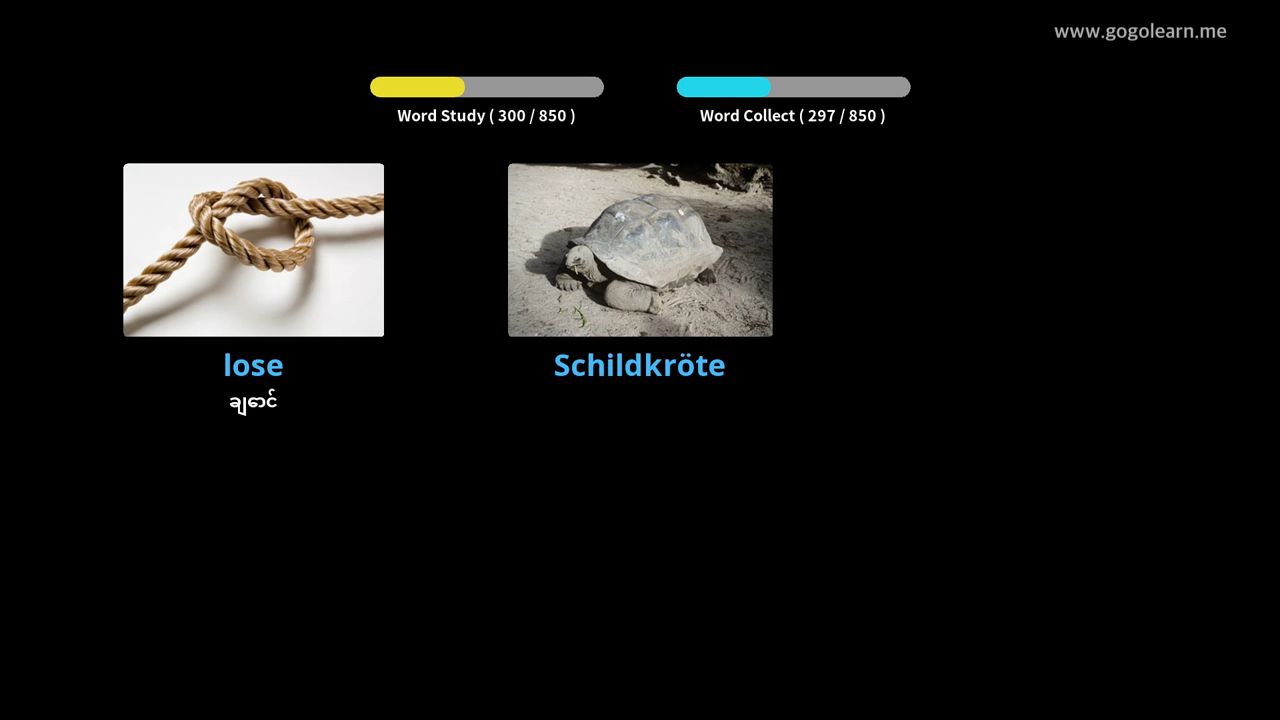 www.gogolearn.me
Word Study ( 300 / 850 )
Word Collect ( 297 / 850 )
lose
ချောင်
Schildkröte